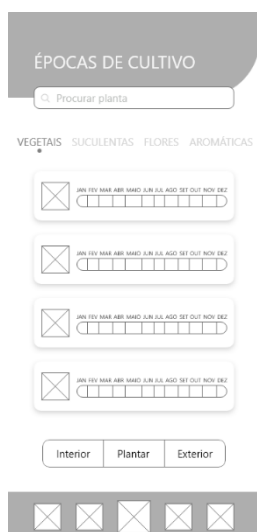 ÉPOCAS DE CULTIVO
Procurar planta
VEGETAIS SUCULENTAS FLORES AROMÁTICAS
JAN FEV MAR ABR MAIO JUN JUL AGO SET OUT NOV DEZ
JAN FEV MAR ABR MAIO JUN JUL AGO SET OUT NOV DEZ
JAN FEV MAR ABR MAIO JUN JUL AGO SET OUT NOV DEZ
JAN FEV MAR ABR MAIO JUN JUL AGO SET OUT NOV DEZ
Interior Plantar Exterior